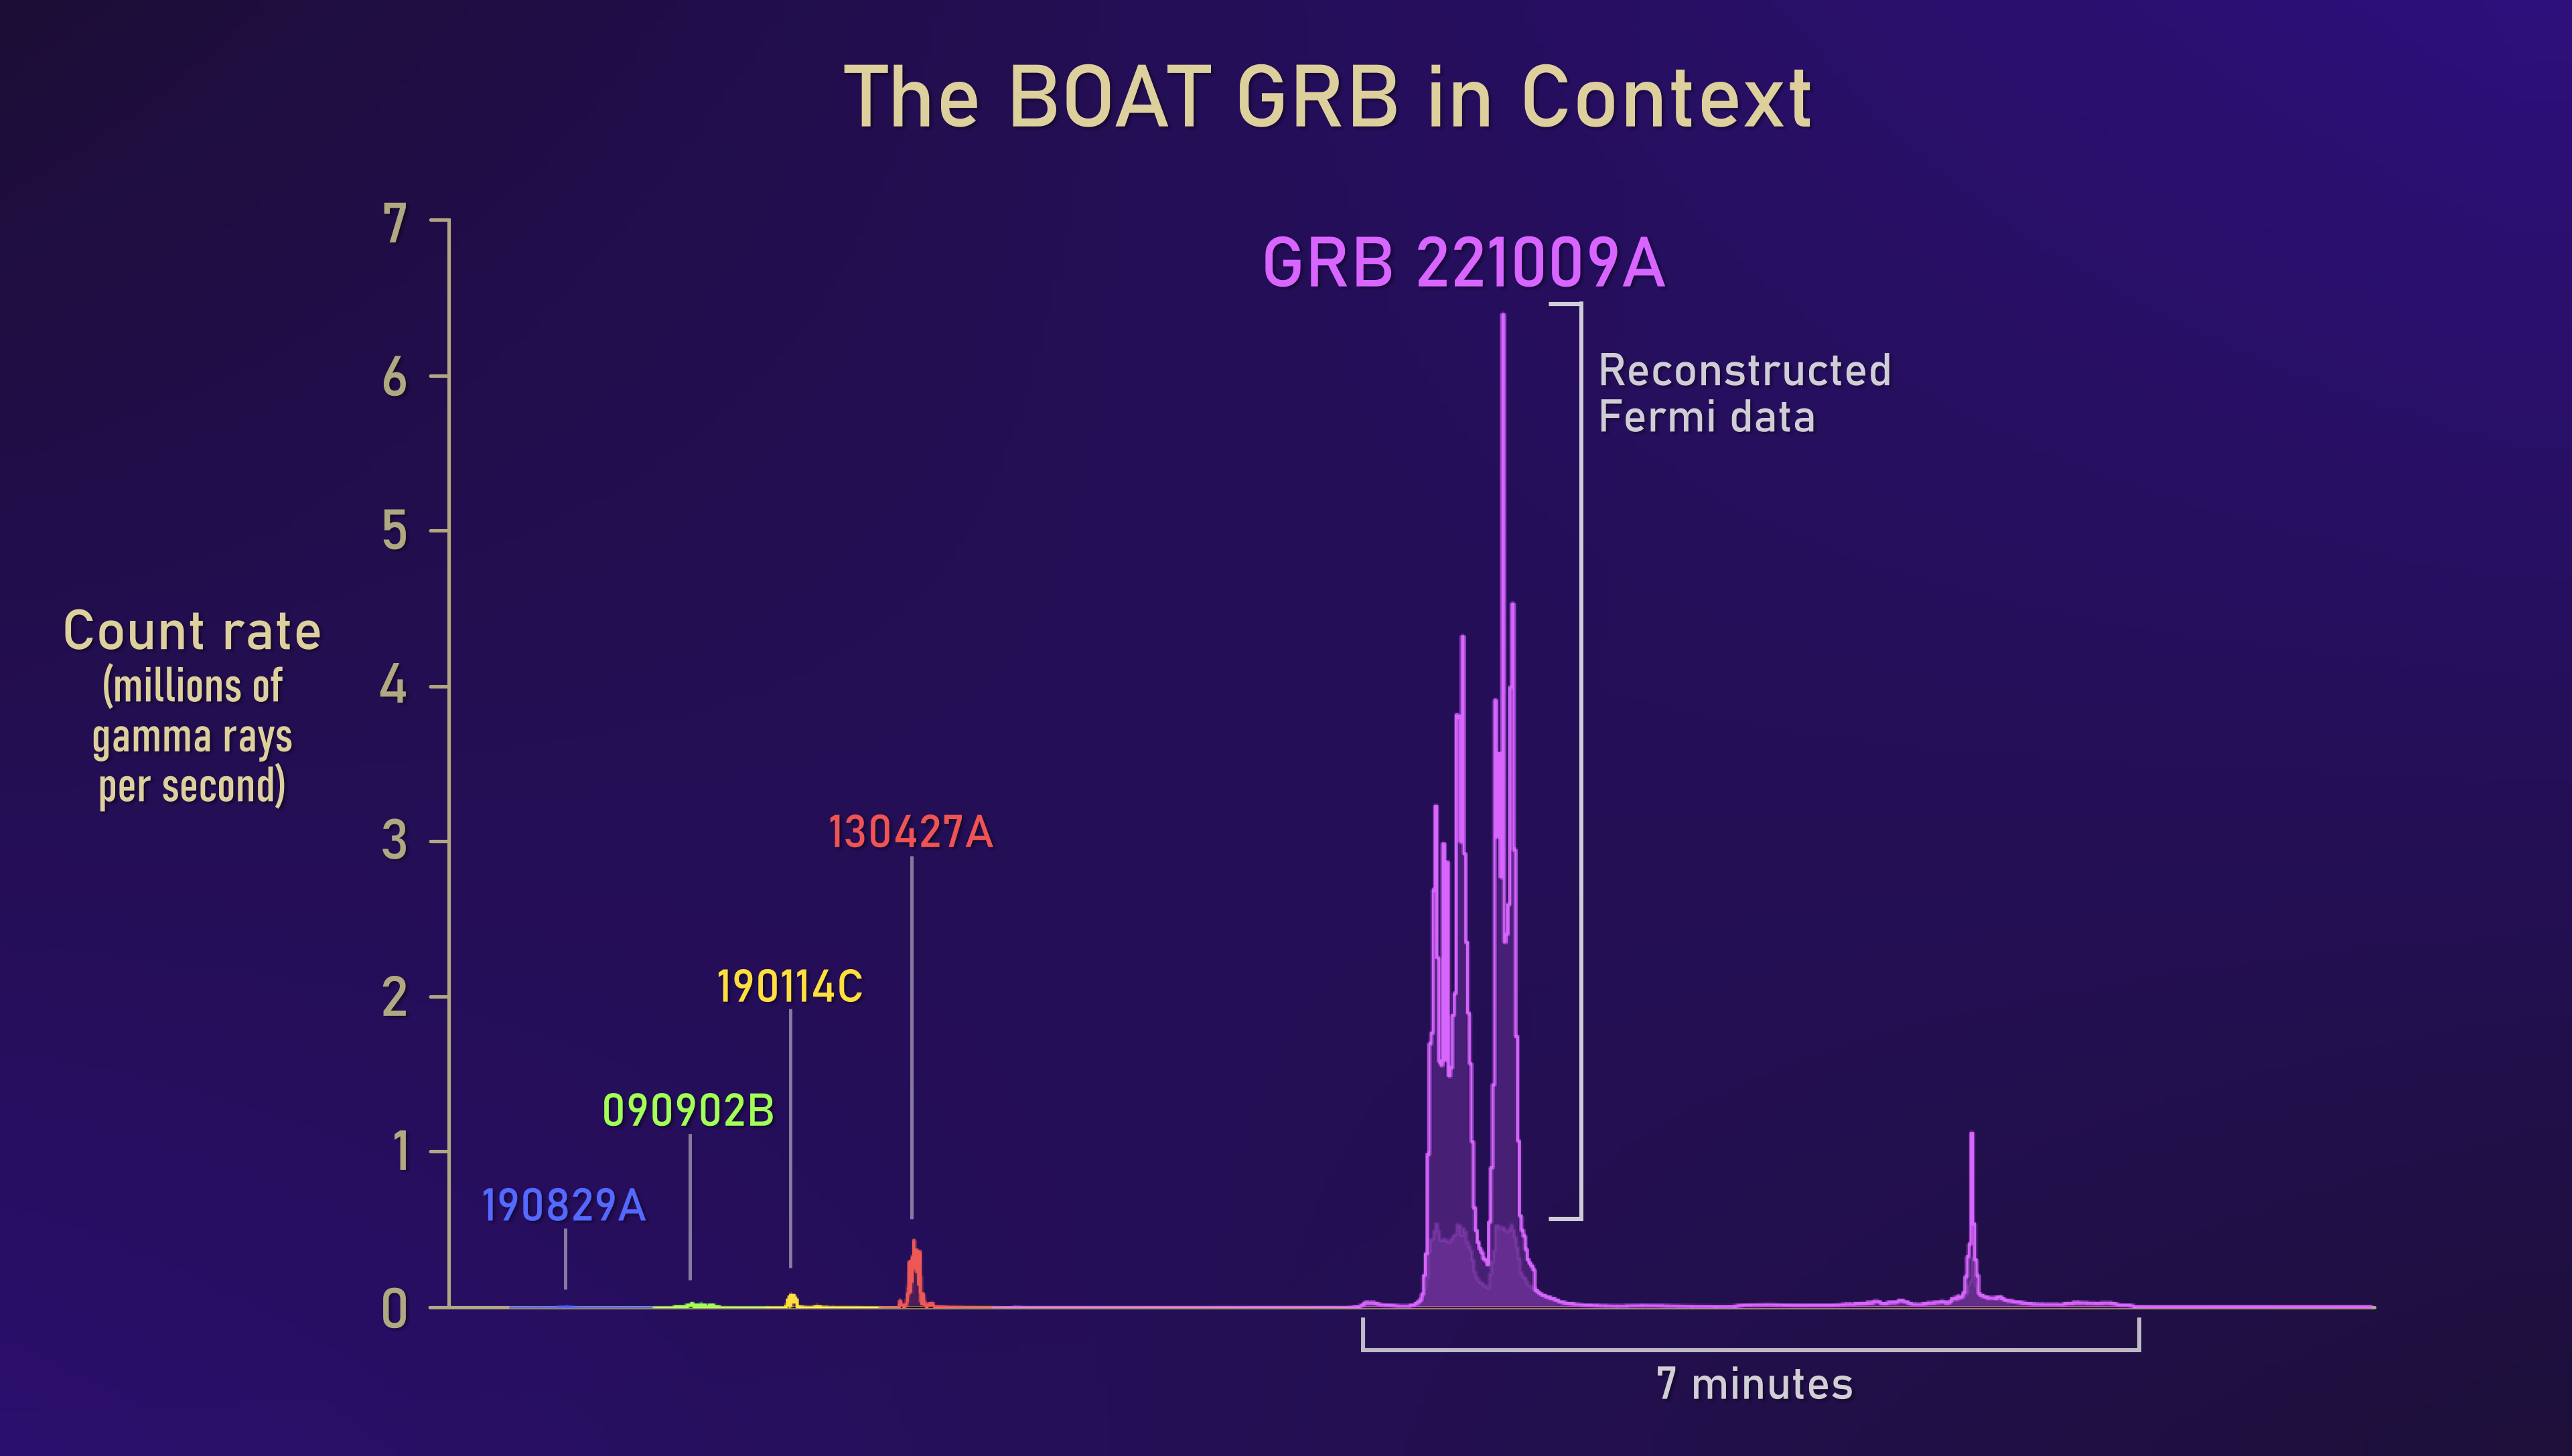 The BOAT GRB in Context
7
GRB 221009A
6
Reconstructed
Fermi data
5
Count rate
(millions of
gamma rays
per second)
4
3
130427A
2
190114C
1
090902B
190829A
0
7 minutes